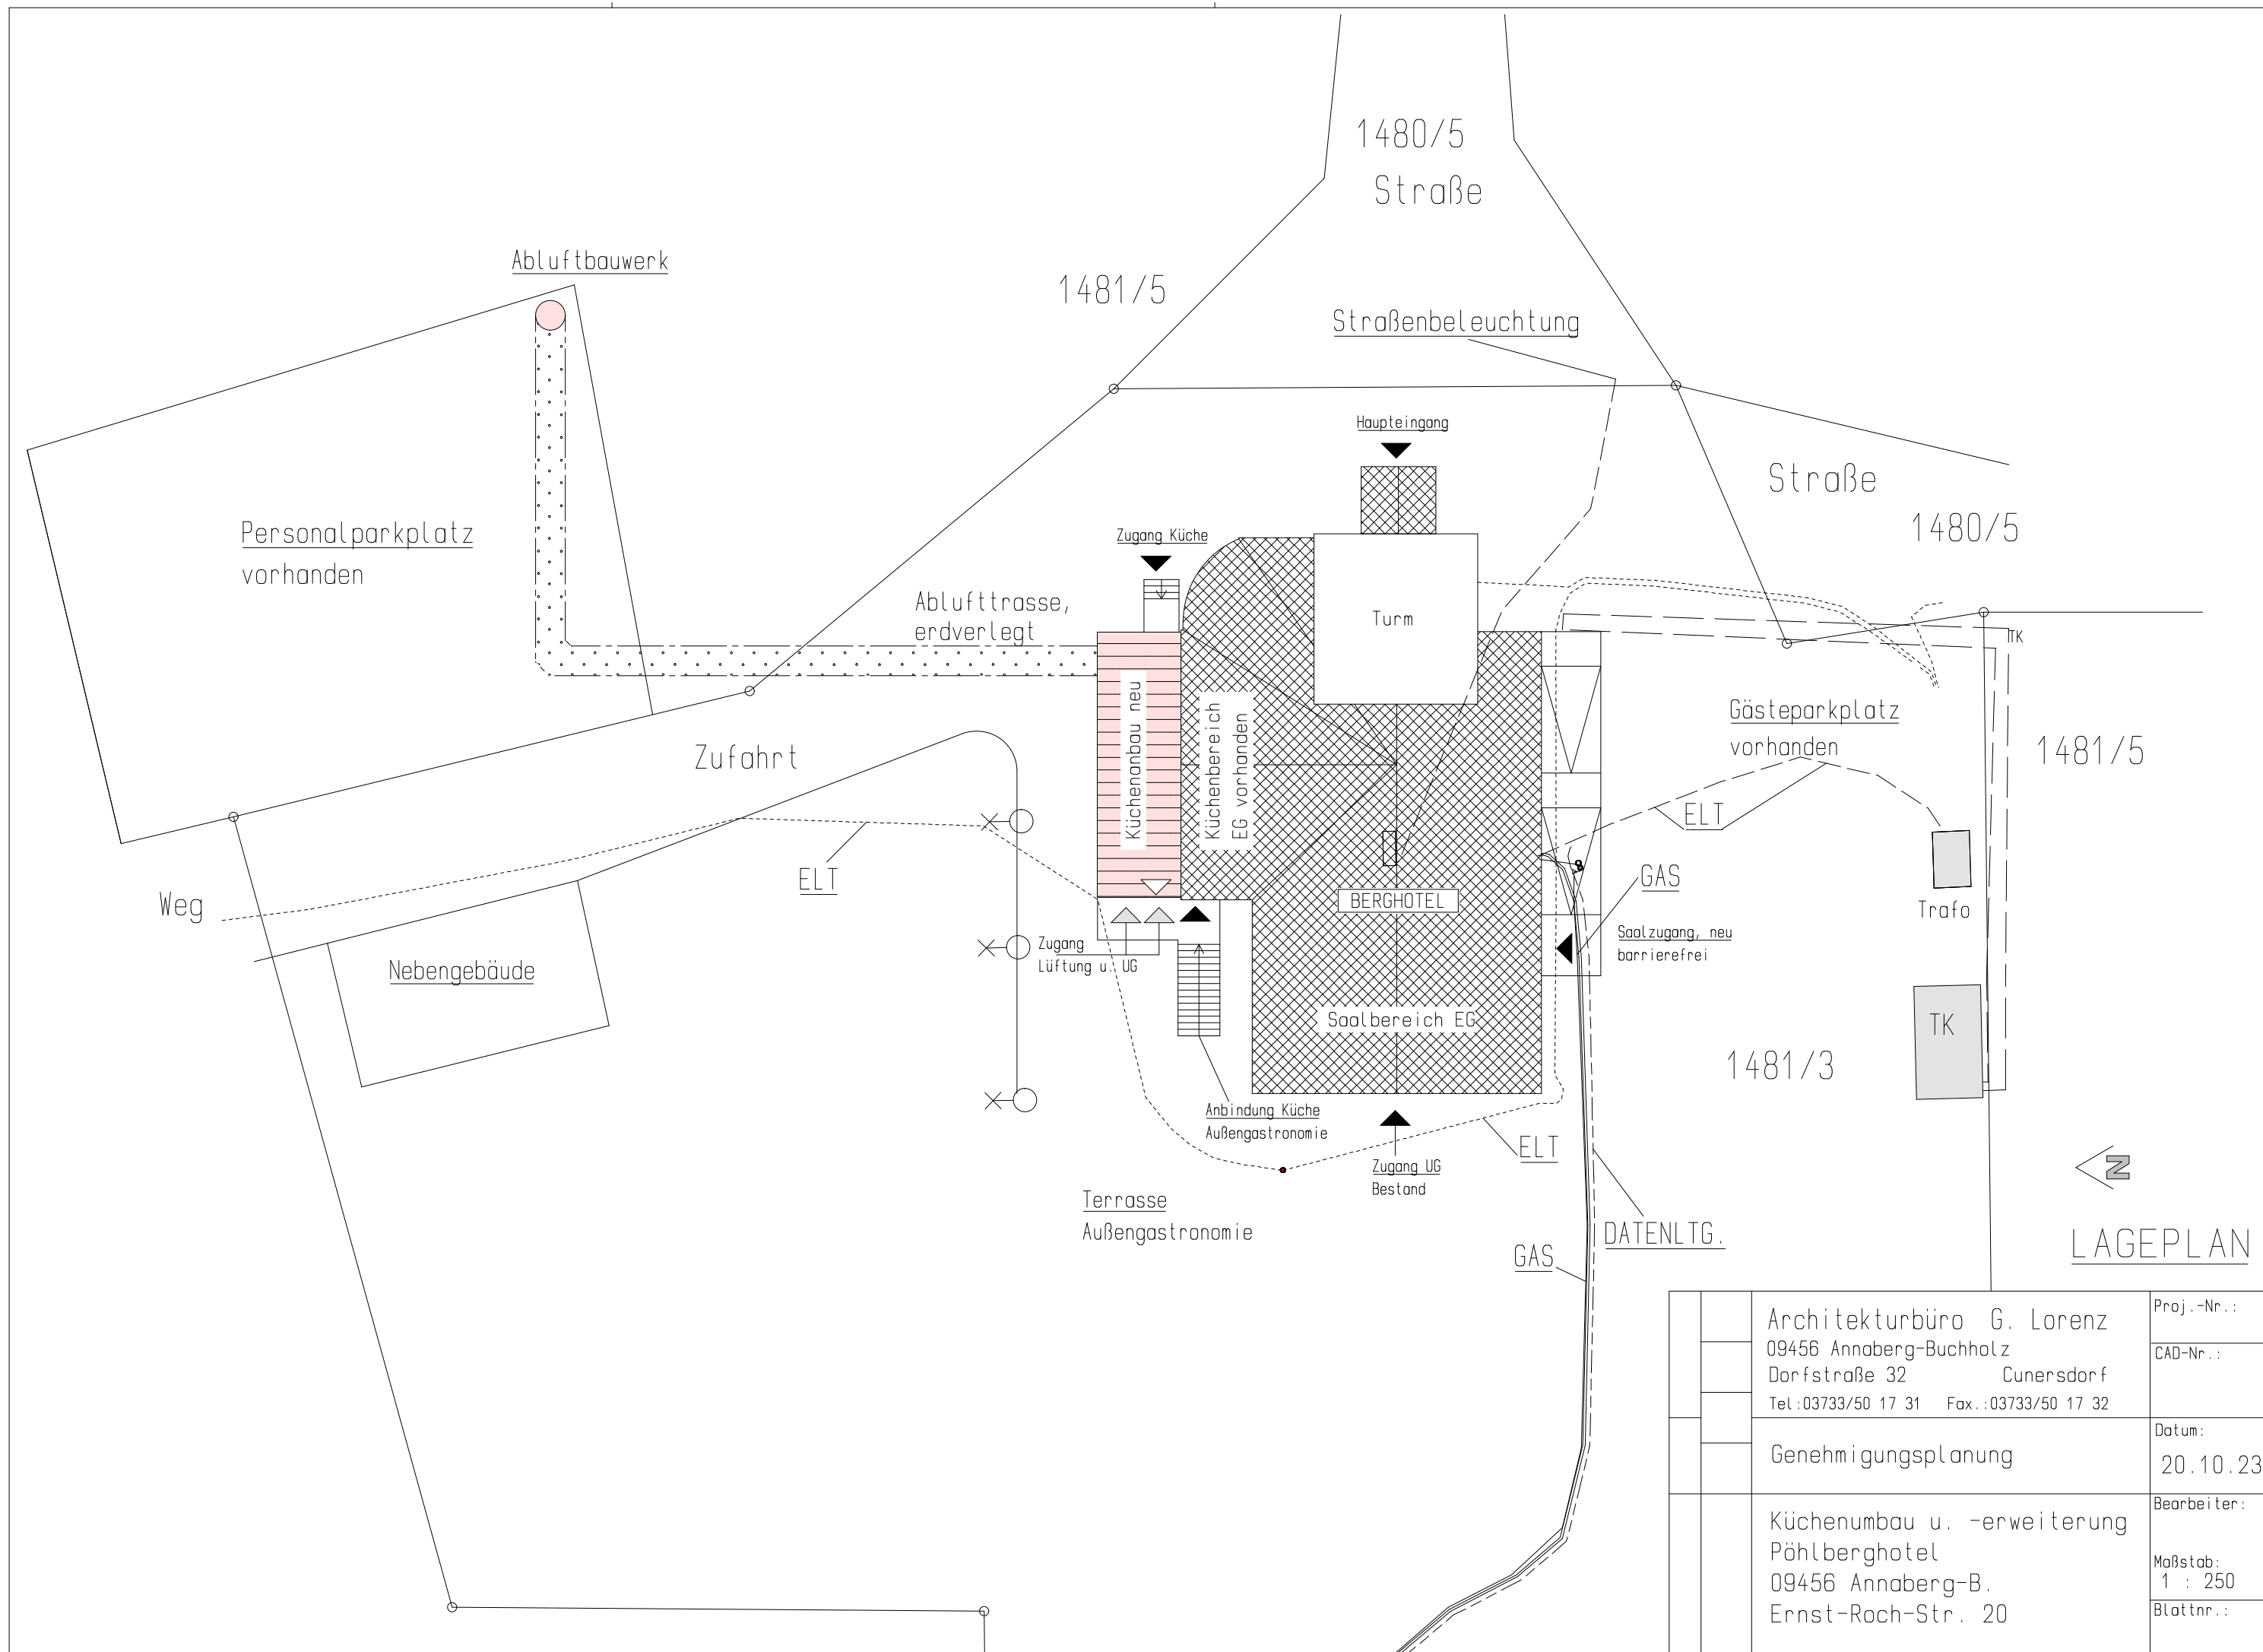 1480/5
Straße
Abluftbauwerk
1481/5
Straßenbeleuchtung
Haupteingang
Straße
1480/5
Personalparkplatz
vorhanden
Zugang Küche
Ablufttrasse,
erdverlegt
Turm
TK
Küchenanbau neu
Küchenbereich
EG vorhanden
Gästeparkplatz
vorhanden
1481/5
Zufahrt
ELT
ELT
GAS
Weg
BERGHOTEL
Trafo
Zugang
Lüftung u. UG
Saalzugang, neu
barrierefrei
Nebengebäude
Saalbereich EG
TK
1481/3
Anbindung Küche
Außengastronomie
ELT
Zugang UG
Bestand
N
Terrasse
Außengastronomie
DATENLTG.
GAS
LAGEPLAN
Architekturbüro G. Lorenz
09456 Annaberg-Buchholz
Dorfstraße 32 Cunersdorf
Tel.:03733/50 17 31 Fax.:03733/50 17 32
Proj.-Nr.:
CAD-Nr.:
Genehmigungsplanung
Datum:
20.10.23
Küchenumbau u. -erweiterung
Pöhlberghotel
09456 Annaberg-B.
Ernst-Roch-Str. 20
Bearbeiter:
Maßstab:
1 : 250
Blattnr.: